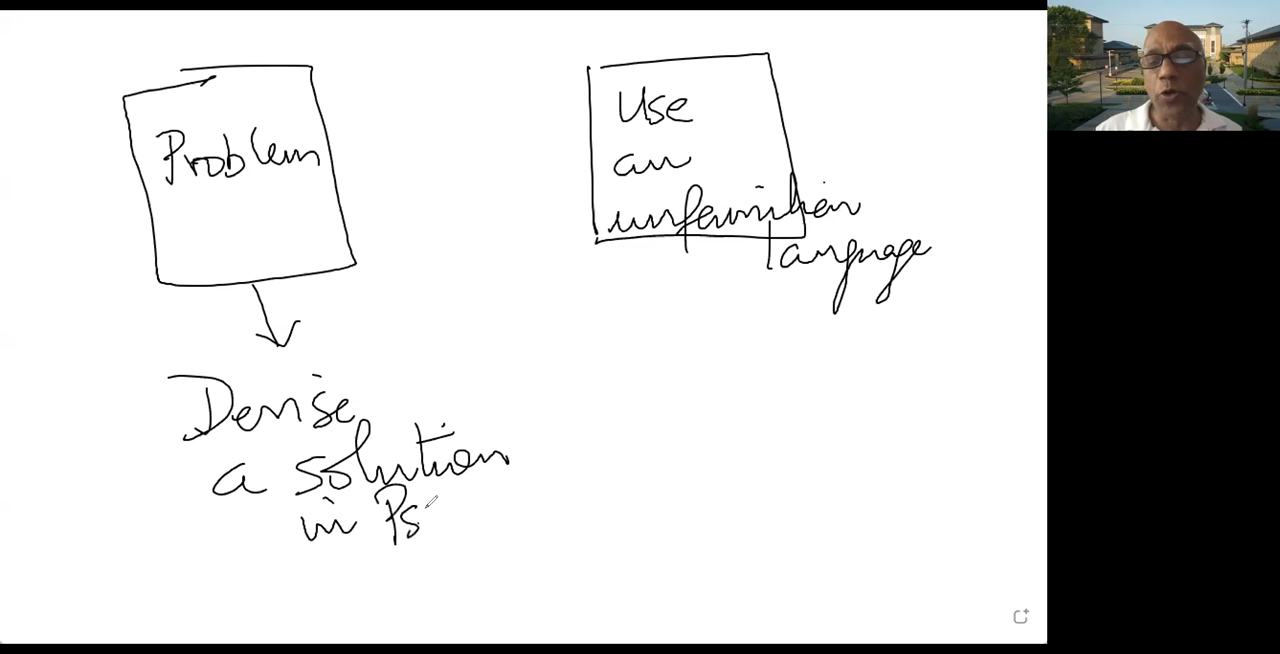 Problem
Use
an
unfamiliar
language
Devise
a solution
in Ps